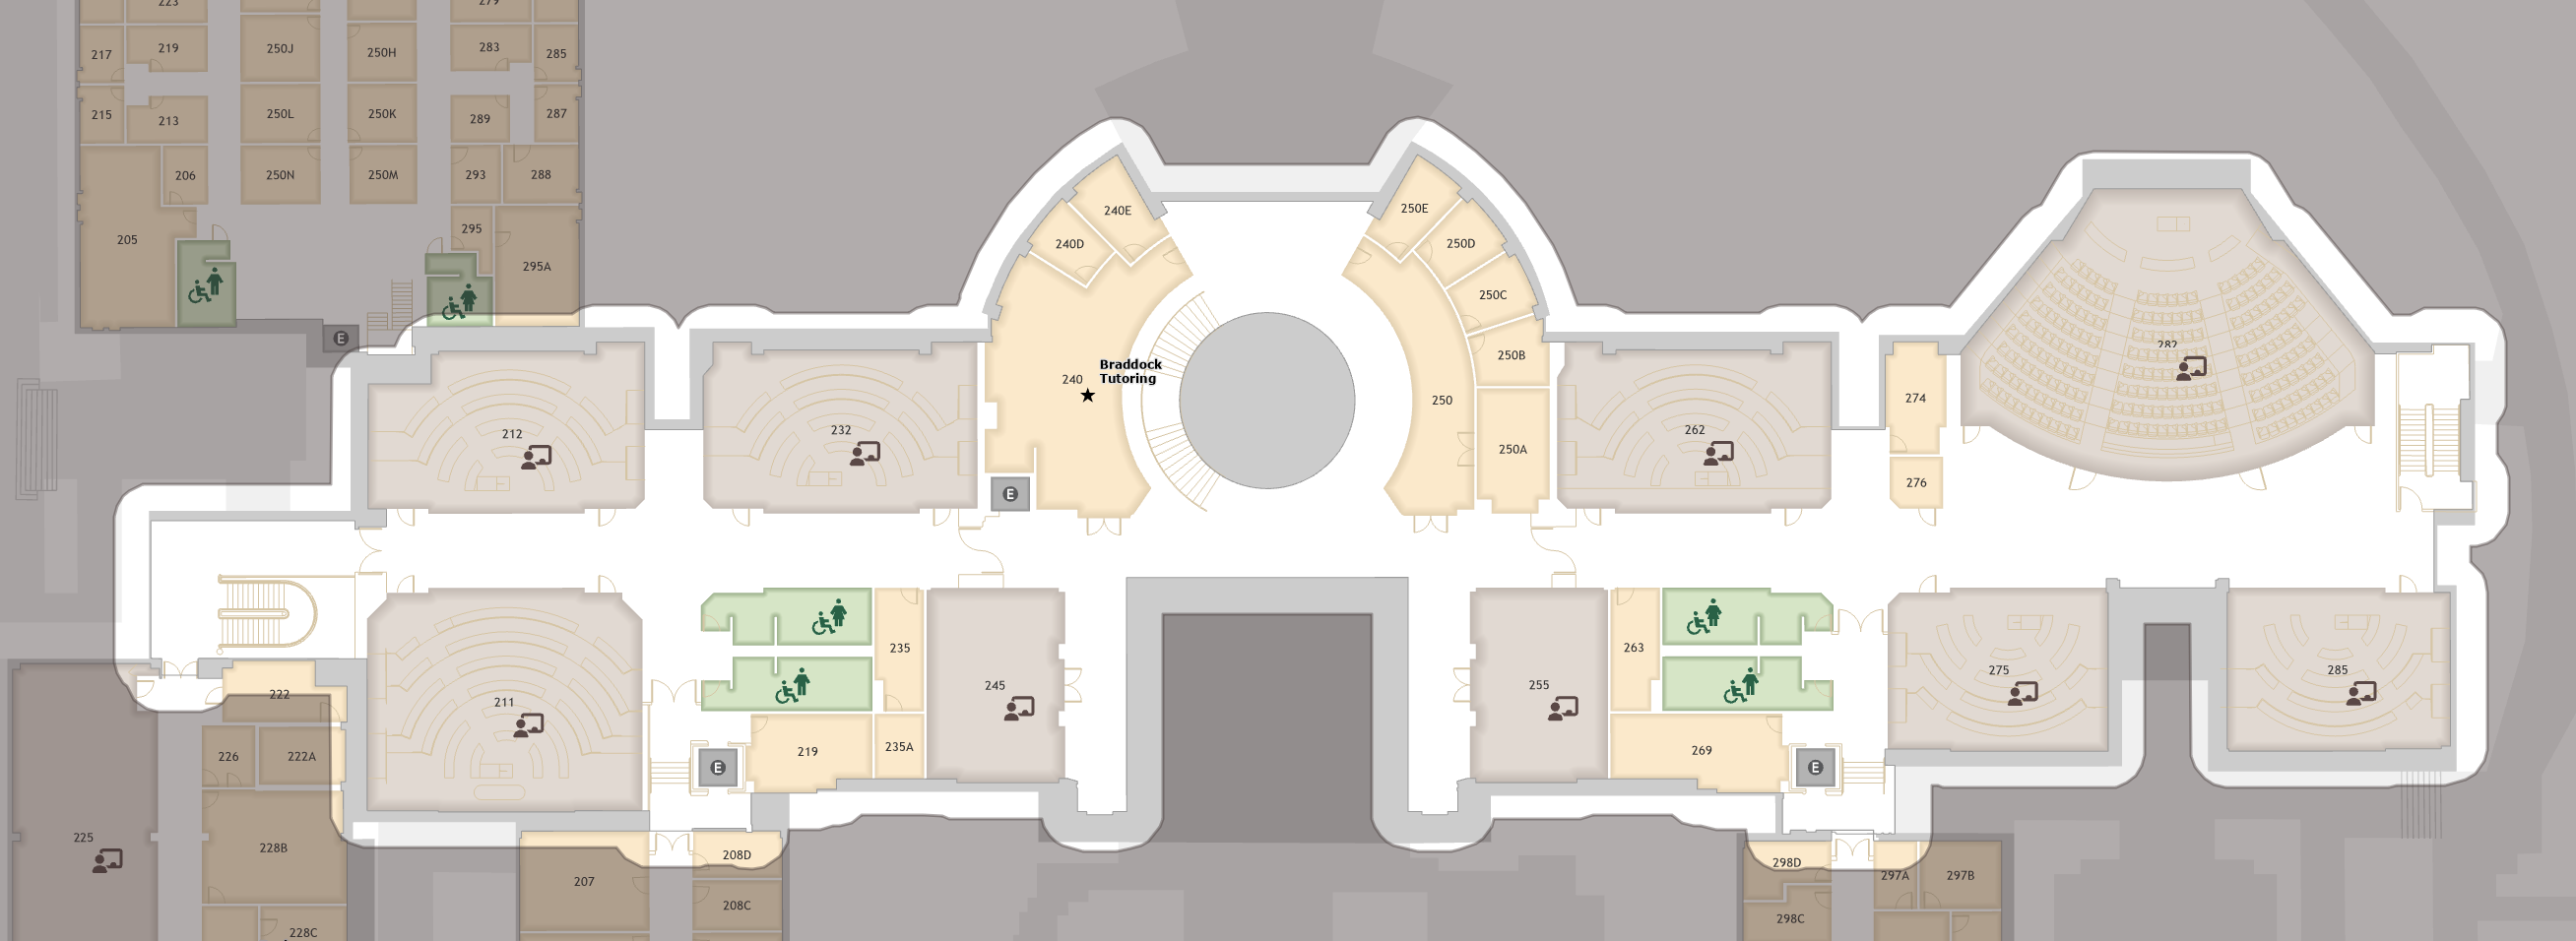 223
279
217
219
250J
250H
283
285
215
213
250L
250K
289
287
206
250N
250M
293
288
205
295
295A
E
240E
240D
250E
250D
250C
250B
Braddock
Tutoring
240
250
250A
212
232
262
274
276
282
E
222
211
235
245
255
263
275
285
226
222A
E
219
235A
269
E
225
228B
207
208D
208C
228C
298D
298C
297A
297B